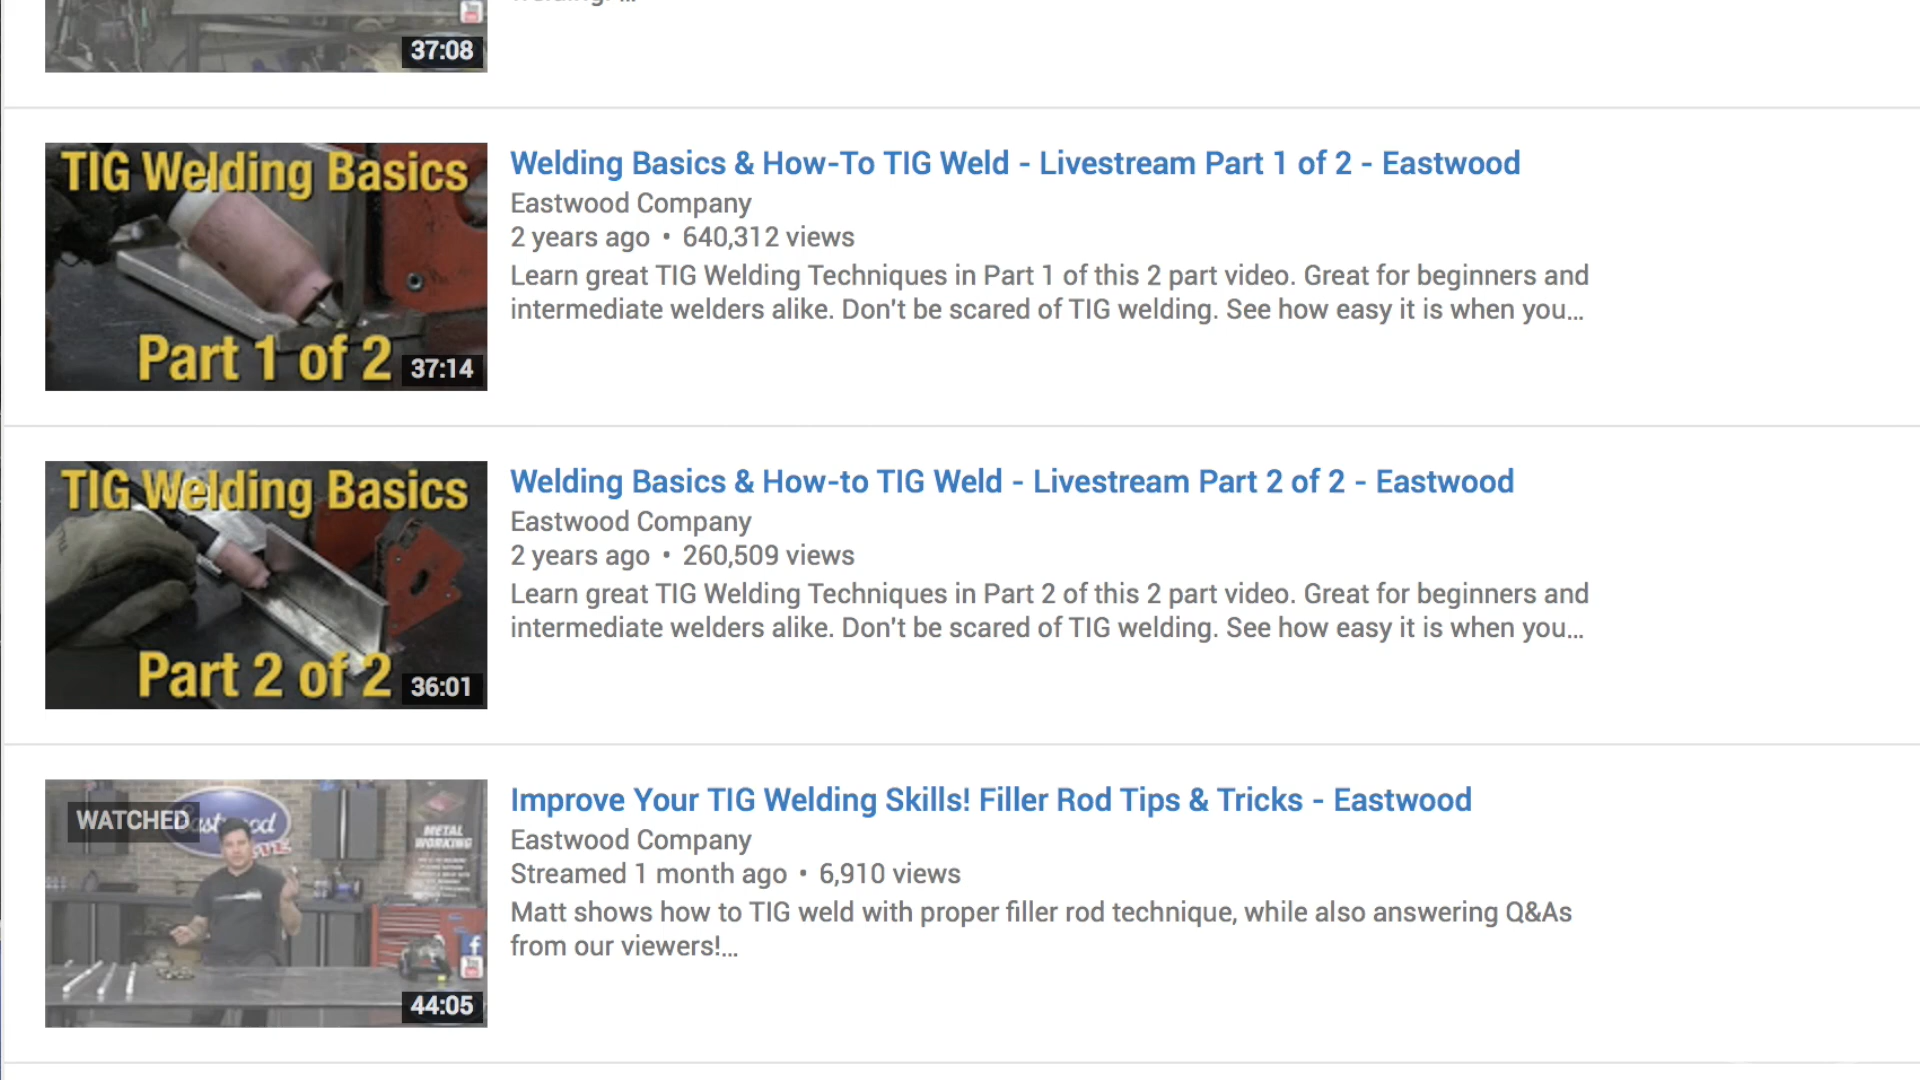 37:08
TIG Welding Basics
Part 1 of 2
37:14
Welding Basics & How-To TIG Weld - Livestream Part 1 of 2 - Eastwood
Eastwood Company
2 years ago • 640,312 views
Learn great TIG Welding Techniques in Part 1 of this 2 part video. Great for beginners and
intermediate welders alike. Don't be scared of TIG welding. See how easy it is when you...
TIG Welding Basics
Part 2 of 2
36:01
Welding Basics & How-to TIG Weld - Livestream Part 2 of 2 - Eastwood
Eastwood Company
2 years ago • 260,509 views
Learn great TIG Welding Techniques in Part 2 of this 2 part video. Great for beginners and
intermediate welders alike. Don't be scared of TIG welding. See how easy it is when you...
WATCHED
METAL
WORKING
44:05
Improve Your TIG Welding Skills! Filler Rod Tips & Tricks - Eastwood
Eastwood Company
Streamed 1 month ago • 6,910 views
Matt shows how to TIG weld with proper filler rod technique, while also answering Q&As
from our viewers!...